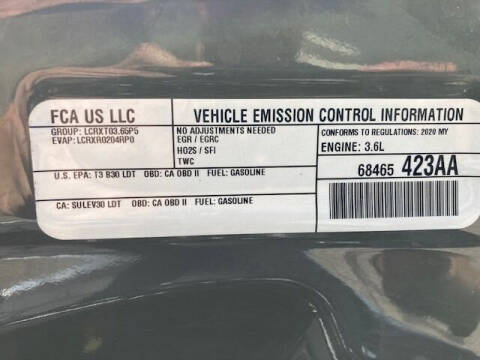 FCA US LLC
VEHICLE EMISSION CONTROL INFORMATION
GROUP: LCRXT03.65P5
EVAP: LCRXR0204RP0
NO ADJUSTMENTS NEEDED
EGR / EGRC
HO2S / SFI
TWC
CONFORMS TO REGULATIONS: 2020 MY
ENGINE: 3.6L
68465 423AA
U.S. EPA: T3 B30 LDT OBD: CA OBD II FUEL: GASOLINE
CA: SULEV30 LDT OBD: CA OBD II FUEL: GASOLINE